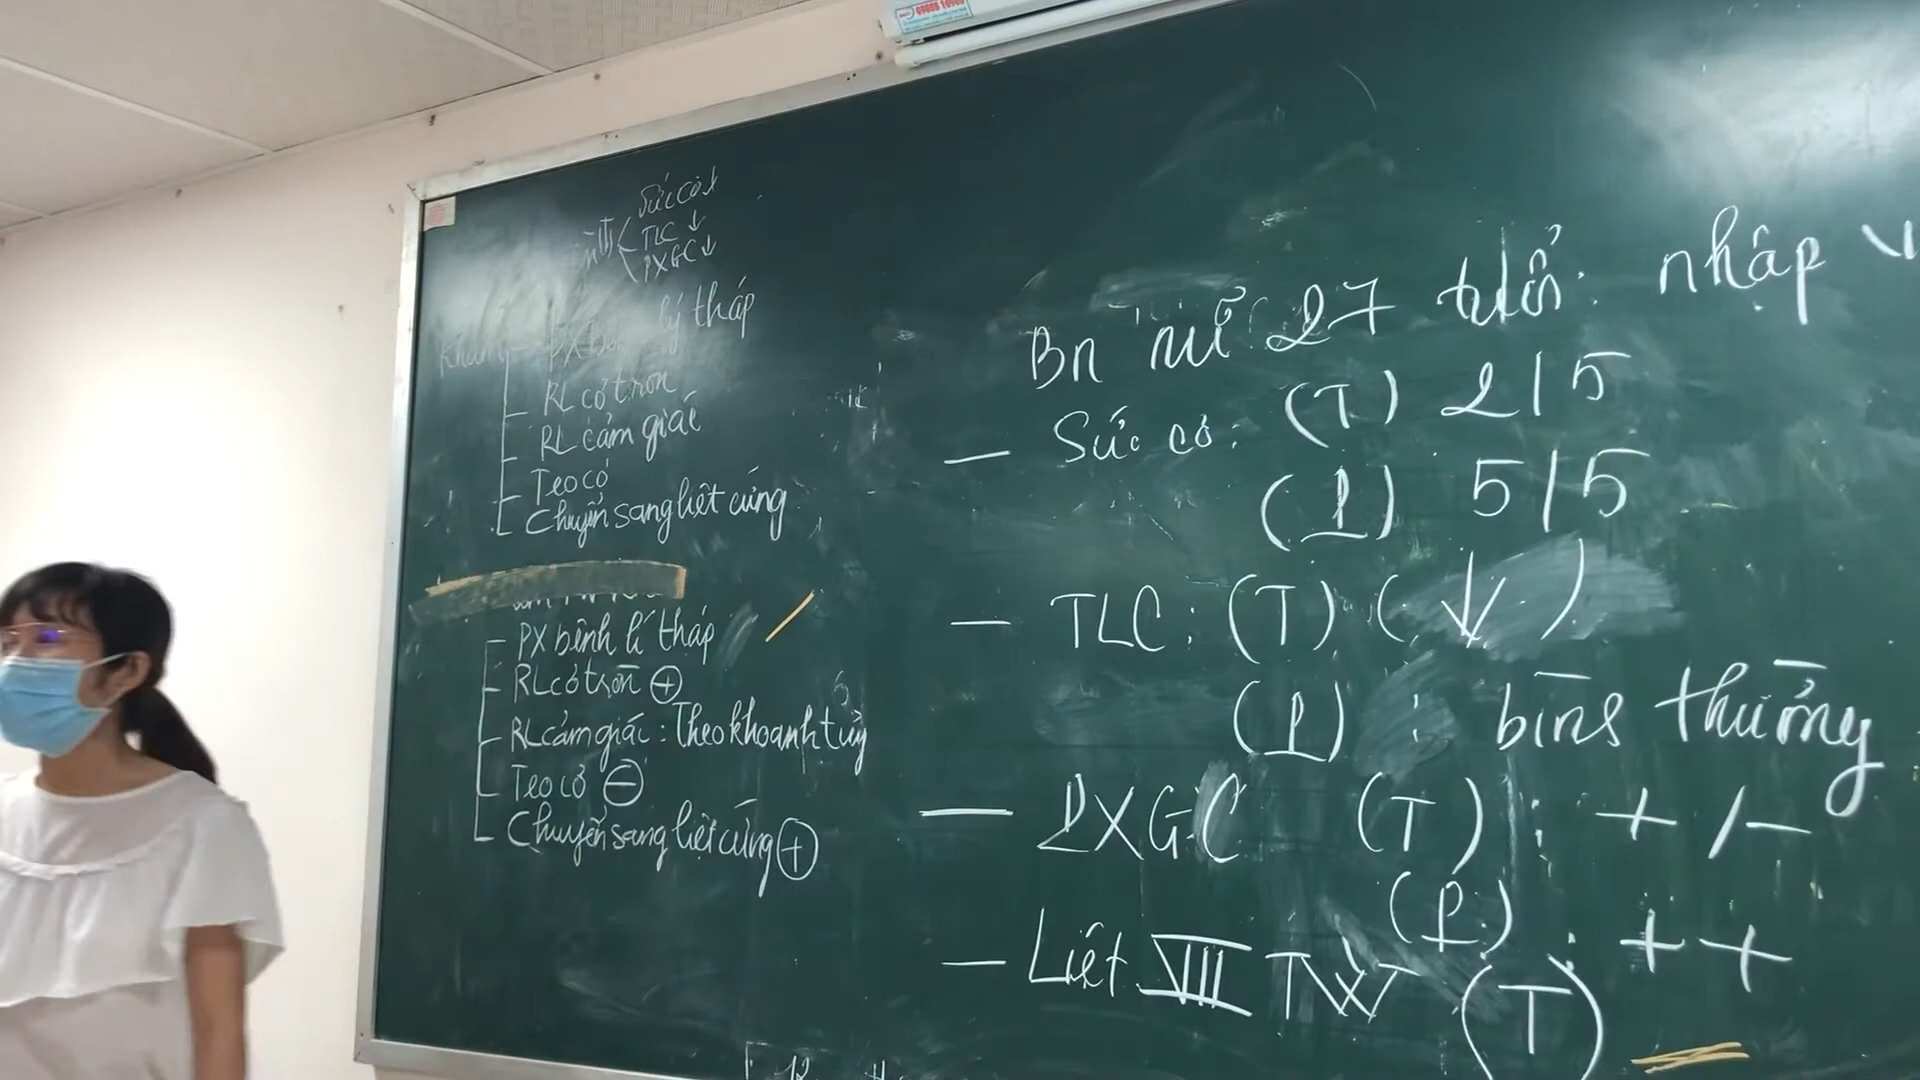 Sức cơ↓
TLC ↓
PXGC↓
lý tháp
RL cơ tròn
RL cảm giác
Teo cơ
Chuyển sang liệt cứng
- PX bệnh lí tháp
- RL cơ tròn (+)
- RL cảm giác : Theo khoanh tủy
- Teo cơ (-)
- Chuyển sang liệt cứng (+)
Bn nữ 27 tuổi. nhập
- Sức cơ: (T) 2/5
(P) 5/5
- TLC: (T) (↓)
(P) : bình thường
- PXGC (T) : +/-
(P) : ++
- Liệt VII TW (T)